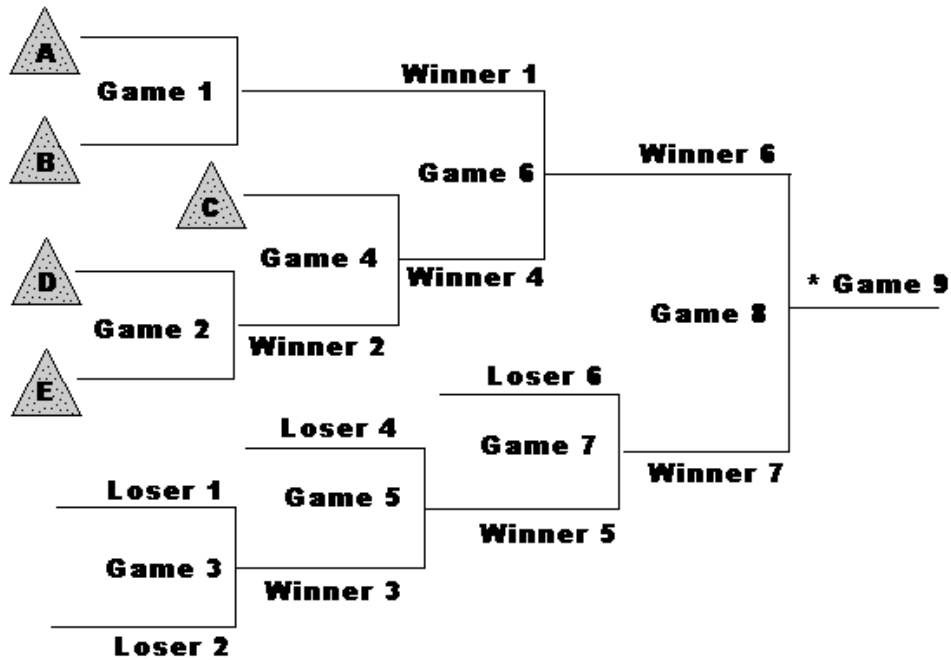 A
Game 1
Winner 1
B
Game 6
Winner 6
C
Game 4
Winner 4
D
Game 2
Winner 2
E
* Game 9
Game 8
Loser 6
Game 7
Winner 7
Loser 4
Game 5
Winner 5
Loser 1
Game 3
Winner 3
Loser 2